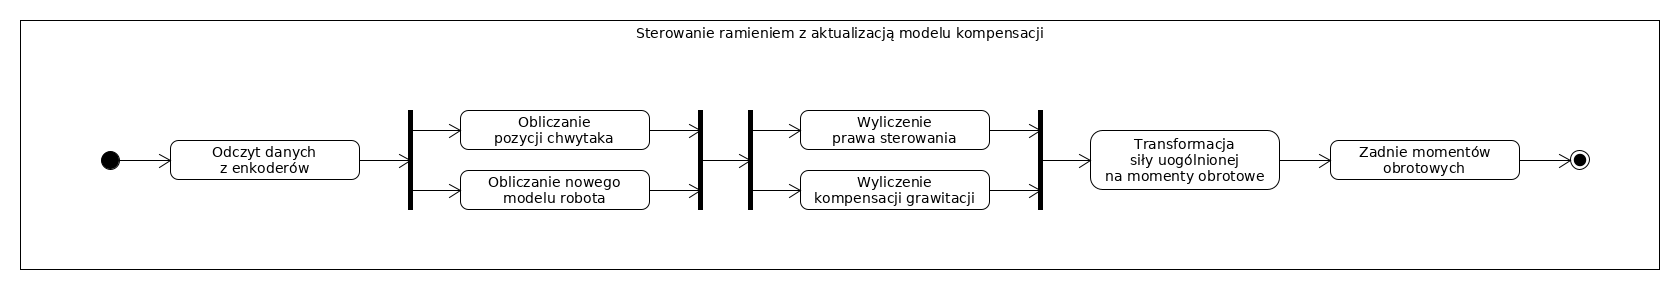 Sterowanie ramieniem z aktualizacją modelu kompensacji
Odczyt danych
z enkoderów
Obliczanie
pozycji chwytaka
Obliczanie nowego
modelu robota
Wyliczenie
prawa sterowania
Wyliczenie
kompensacji grawitacji
Transformacja
siły uogólnionej
na momenty obrotowe
Zadnie momentów
obrotowych